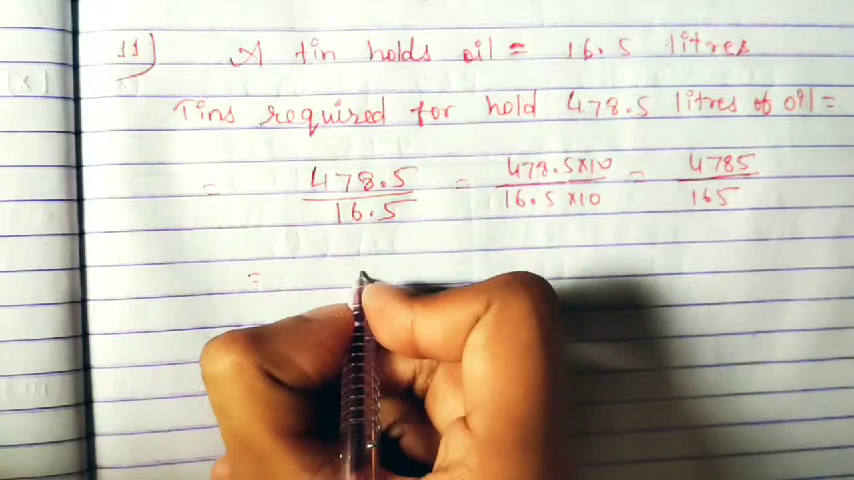 11) A tin holds oil = 16.5 litres
Tins required for hold 478.5 litres of oil =
= 478.5/16.5 = 478.5×10/16.5×10 = 4785/165
=